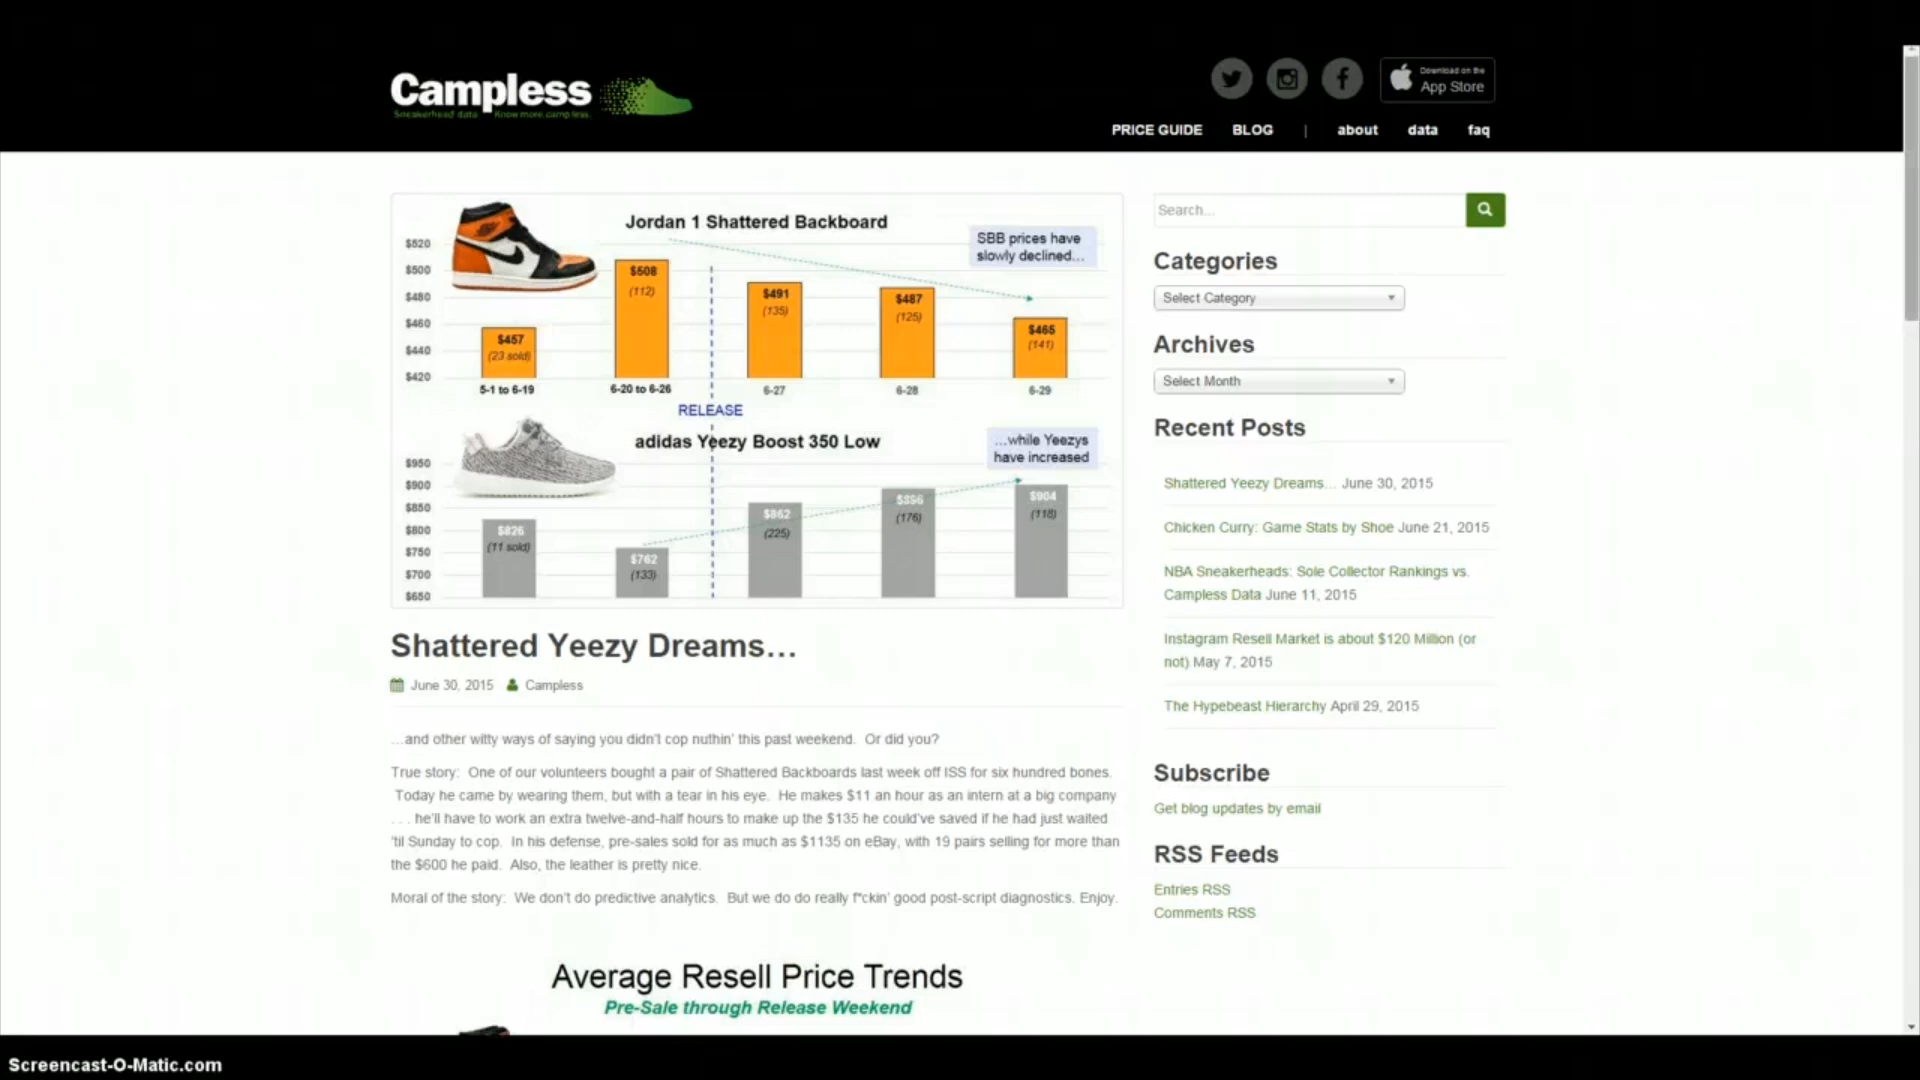 Campless
Sneakerhead data Know more. camp less.
Download on the
App Store
PRICE GUIDE BLOG | about data faq
Jordan 1 Shattered Backboard
SBB prices have
slowly declined...
$520
$500
$480
$460
$440
$420
$457
(23 sold)
$508
(112)
$491
(135)
$487
(125)
$465
(141)
5-1 to 6-19 6-20 to 6-26 6-27 6-28 6-29
RELEASE
adidas Yeezy Boost 350 Low
...while Yeezys
have increased
$950
$900
$850
$800
$750
$700
$650
$826
(11 sold)
$762
(133)
$862
(225)
$896
(176)
$904
(118)
Shattered Yeezy Dreams…
June 30, 2015 Campless
…and other witty ways of saying you didn't cop nuthin' this past weekend. Or did you?
True story: One of our volunteers bought a pair of Shattered Backboards last week off ISS for six hundred bones.
Today he came by wearing them, but with a tear in his eye. He makes $11 an hour as an intern at a big company
. . . he'll have to work an extra twelve-and-half hours to make up the $135 he could've saved if he had just waited
'til Sunday to cop. In his defense, pre-sales sold for as much as $1135 on eBay, with 19 pairs selling for more than
the $600 he paid. Also, the leather is pretty nice.
Moral of the story: We don't do predictive analytics. But we do do really f*ckin' good post-script diagnostics. Enjoy.
Average Resell Price Trends
Pre-Sale through Release Weekend
Search...
Categories
Select Category
Archives
Select Month
Recent Posts
Shattered Yeezy Dreams… June 30, 2015
Chicken Curry: Game Stats by Shoe June 21, 2015
NBA Sneakerheads: Sole Collector Rankings vs.
Campless Data June 11, 2015
Instagram Resell Market is about $120 Million (or
not) May 7, 2015
The Hypebeast Hierarchy April 29, 2015
Subscribe
Get blog updates by email
RSS Feeds
Entries RSS
Comments RSS
Screencast-O-Matic.com